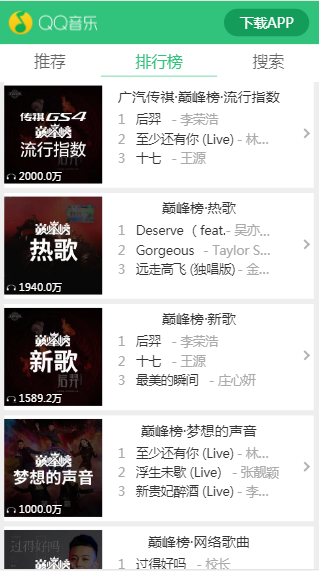 QQ音乐
下载APP
推荐 排行榜 搜索
传祺GS4
巅峰榜
流行指数
2000.0万
广汽传祺·巅峰榜·流行指数
1 后羿 - 李荣浩
2 至少还有你 (Live) - 林...
3 十七 - 王源
巅峰榜
热歌
1940.0万
巅峰榜·热歌
1 Deserve（feat.- 吴亦...
2 Gorgeous - Taylor S...
3 远走高飞 (独唱版) - 金...
巅峰榜
新歌
1589.2万
巅峰榜·新歌
1 后羿 - 李荣浩
2 十七 - 王源
3 最美的瞬间 - 庄心妍
巅峰榜
梦想的声音
1000.0万
巅峰榜·梦想的声音
1 至少还有你 (Live) - 林...
2 浮生未歇 (Live) - 张靓颖
3 新贵妃醉酒 (Live) - 李...
过得好吗
巅峰榜·网络歌曲
1 过得好吗 - 校长